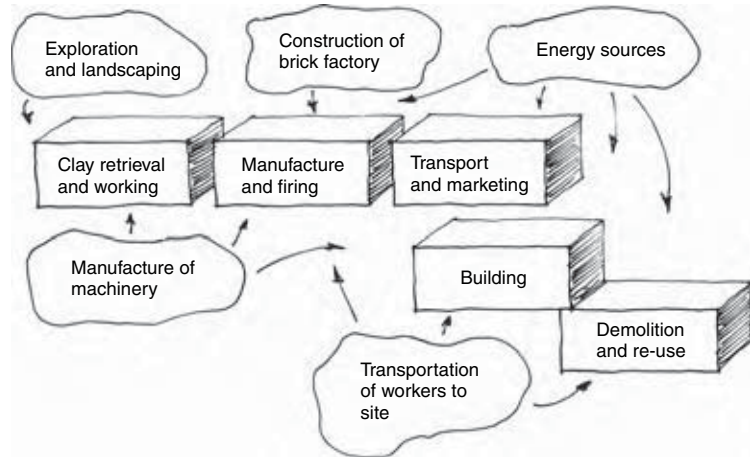 Exploration
and landscaping
Construction of
brick factory
Energy sources
Clay retrieval
and working
Manufacture
and firing
Transport
and marketing
Manufacture of
machinery
Building
Demolition
and re-use
Transportation
of workers to
site